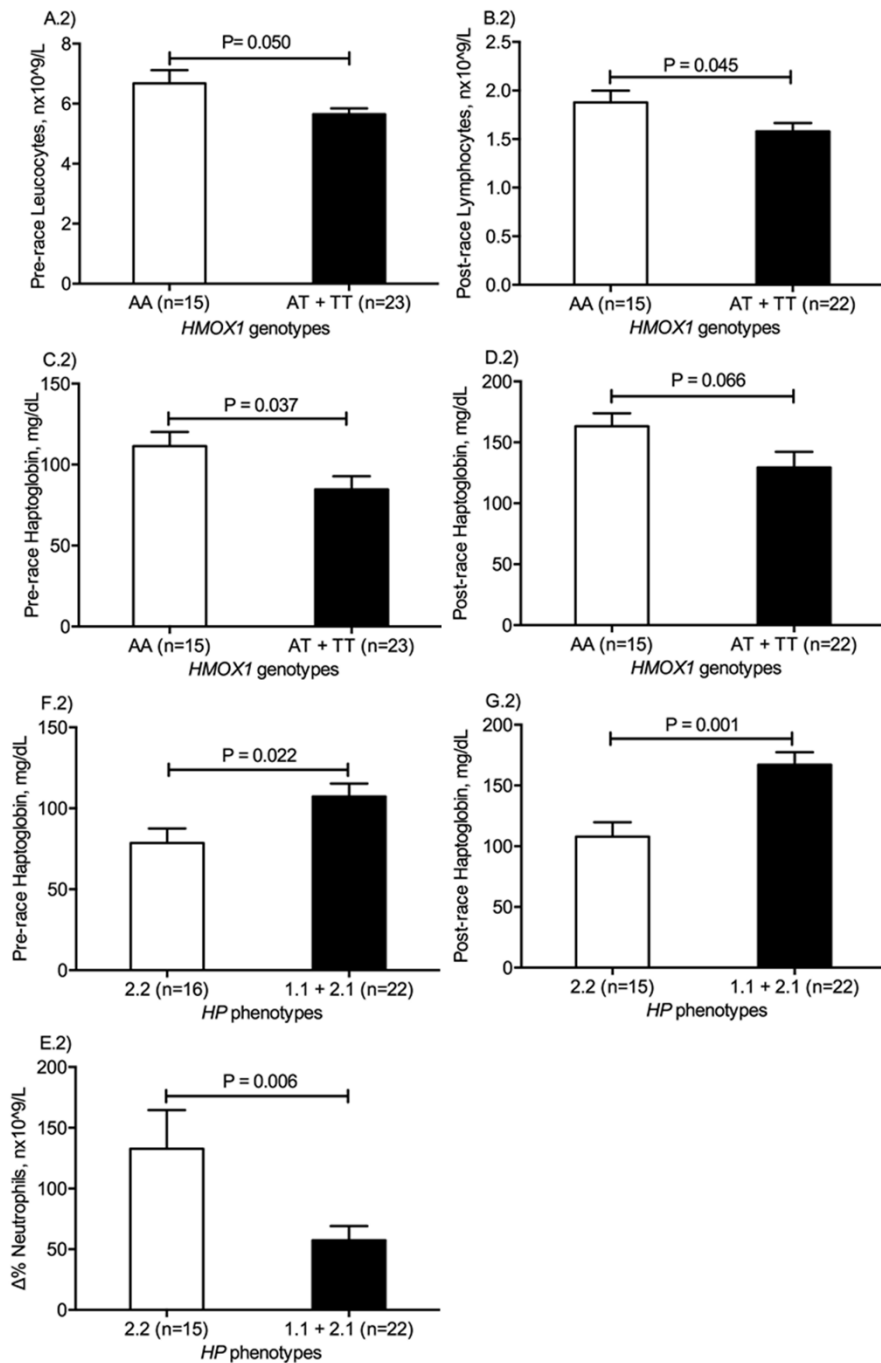 A.2)
P= 0.050
Pre-race Leucocytes, nx10^9/L
8
6
4
2
0
AA (n=15)
AT + TT (n=23)
HMOX1 genotypes
B.2)
P = 0.045
Post-race Lymphocytes, nx10^9/L
2.5
2.0
1.5
1.0
0.5
0.0
AA (n=15)
AT + TT (n=22)
HMOX1 genotypes
C.2)
P = 0.037
Pre-race Haptoglobin, mg/dL
150
100
50
0
AA (n=15)
AT + TT (n=23)
HMOX1 genotypes
D.2)
P = 0.066
Post-race Haptoglobin, mg/dL
200
150
100
50
0
AA (n=15)
AT + TT (n=22)
HMOX1 genotypes
F.2)
P = 0.022
Pre-race Haptoglobin, mg/dL
150
100
50
0
2.2 (n=16)
1.1 + 2.1 (n=22)
HP phenotypes
G.2)
P = 0.001
Post-race Haptoglobin, mg/dL
200
150
100
50
0
2.2 (n=15)
1.1 + 2.1 (n=22)
HP phenotypes
E.2)
P = 0.006
Δ% Neutrophils, nx10^9/L
200
150
100
50
0
2.2 (n=15)
1.1 + 2.1 (n=22)
HP phenotypes